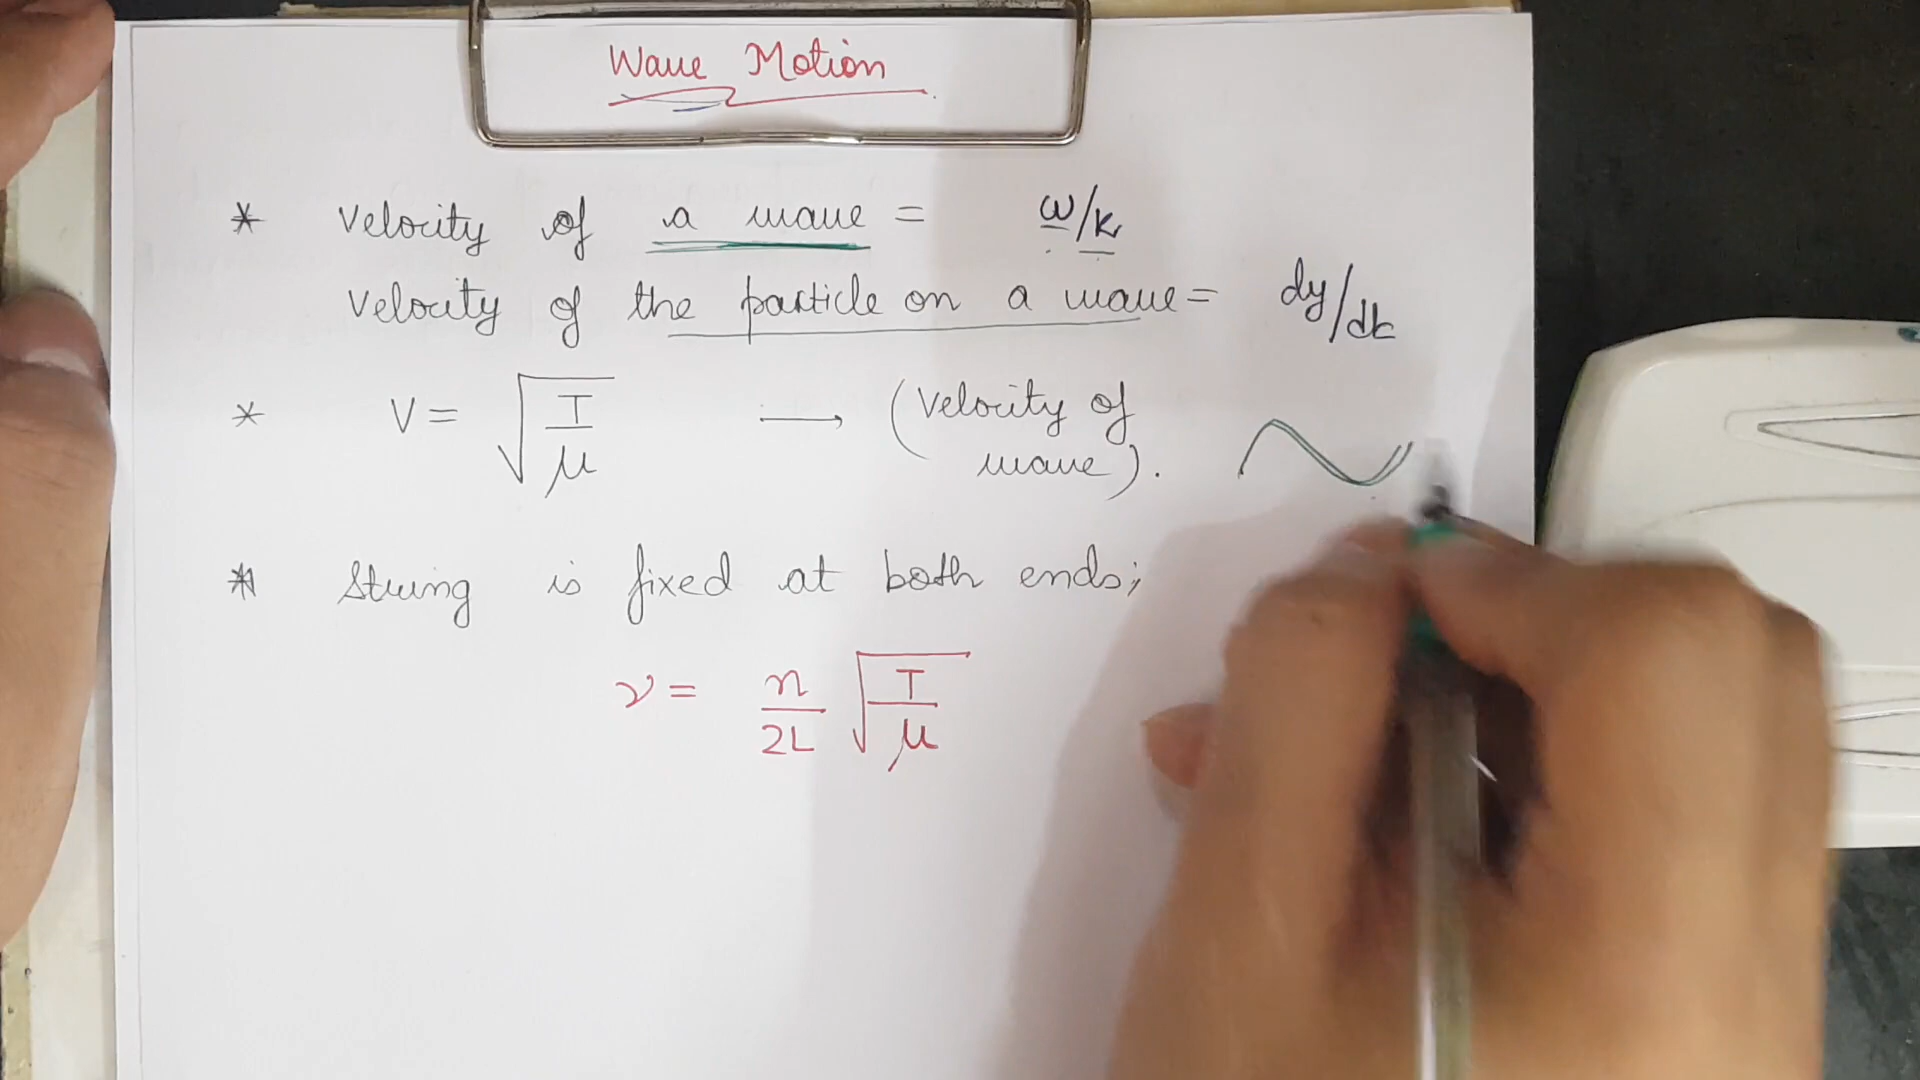 Wave Motion
* Velocity of a wave = ω/k
Velocity of the particle on a wave = dy/dt
* V = √(T/μ) → (Velocity of wave).
* String is fixed at both ends;
ν = n/2L √(T/μ)